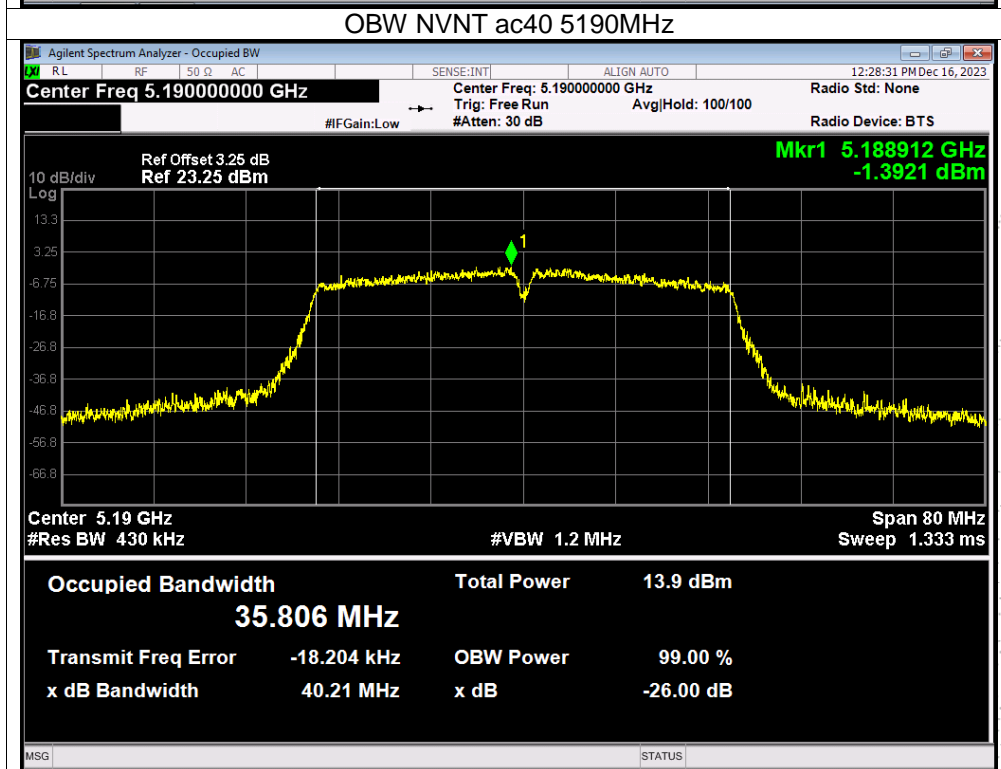 OBW NVNT ac40 5190MHz
Agilent Spectrum Analyzer - Occupied BW
LXI RL RF 50 Ω AC SENSE:INT ALIGN AUTO 12:28:31 PM Dec 16, 2023
Center Freq 5.190000000 GHz
Center Freq: 5.190000000 GHz Radio Std: None
Trig: Free Run Avg|Hold: 100/100
#IFGain:Low #Atten: 30 dB Radio Device: BTS
Mkr1 5.188912 GHz
-1.3921 dBm
Ref Offset 3.25 dB
10 dB/div Ref 23.25 dBm
Log
13.3
1
3.25
-6.75
-16.8
-26.8
-36.8
-46.8
-56.8
-66.8
Center 5.19 GHz Span 80 MHz
#Res BW 430 kHz #VBW 1.2 MHz Sweep 1.333 ms
Occupied Bandwidth Total Power 13.9 dBm
35.806 MHz
Transmit Freq Error -18.204 kHz OBW Power 99.00 %
x dB Bandwidth 40.21 MHz x dB -26.00 dB
MSG STATUS